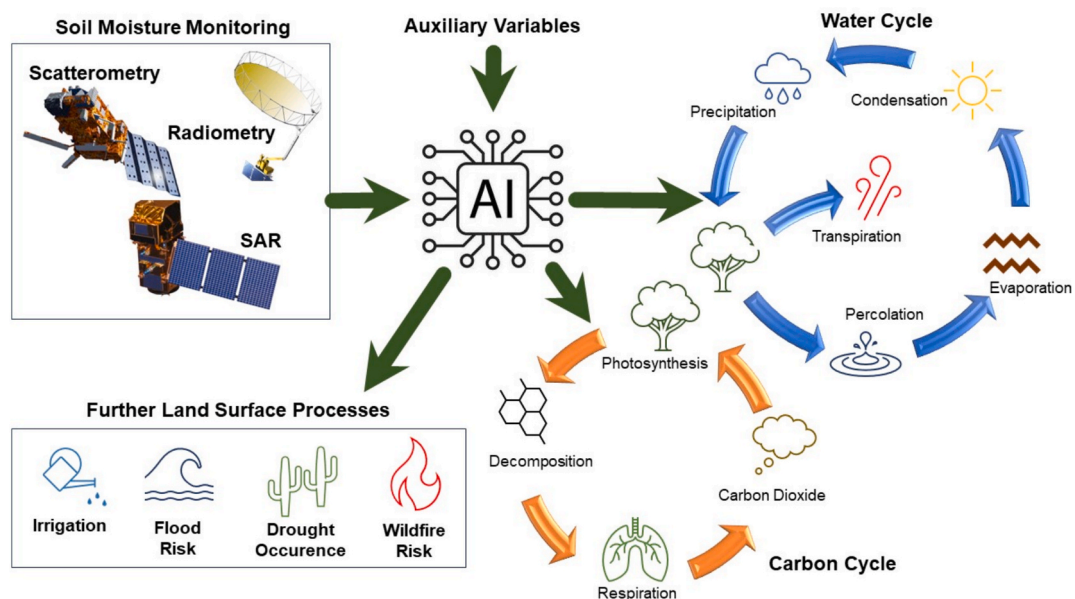 Soil Moisture Monitoring
Scatterometry
Radiometry
SAR
Auxiliary Variables
AI
Water Cycle
Precipitation
Condensation
Transpiration
Evaporation
Percolation
Photosynthesis
Decomposition
Carbon Dioxide
Respiration
Carbon Cycle
Further Land Surface Processes
Irrigation
Flood
Risk
Drought
Occurence
Wildfire
Risk